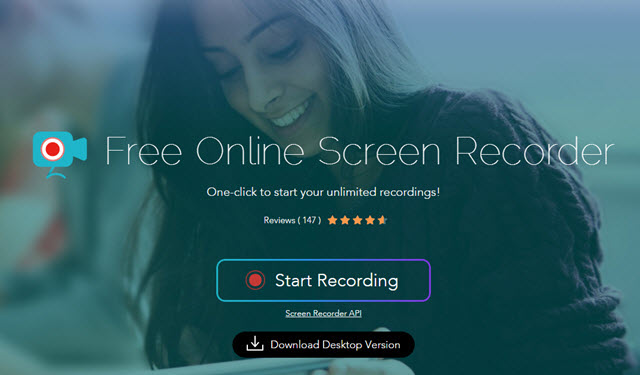 Free Online Screen Recorder
One-click to start your unlimited recordings!
Reviews ( 147 )
Start Recording
Screen Recorder API
Download Desktop Version